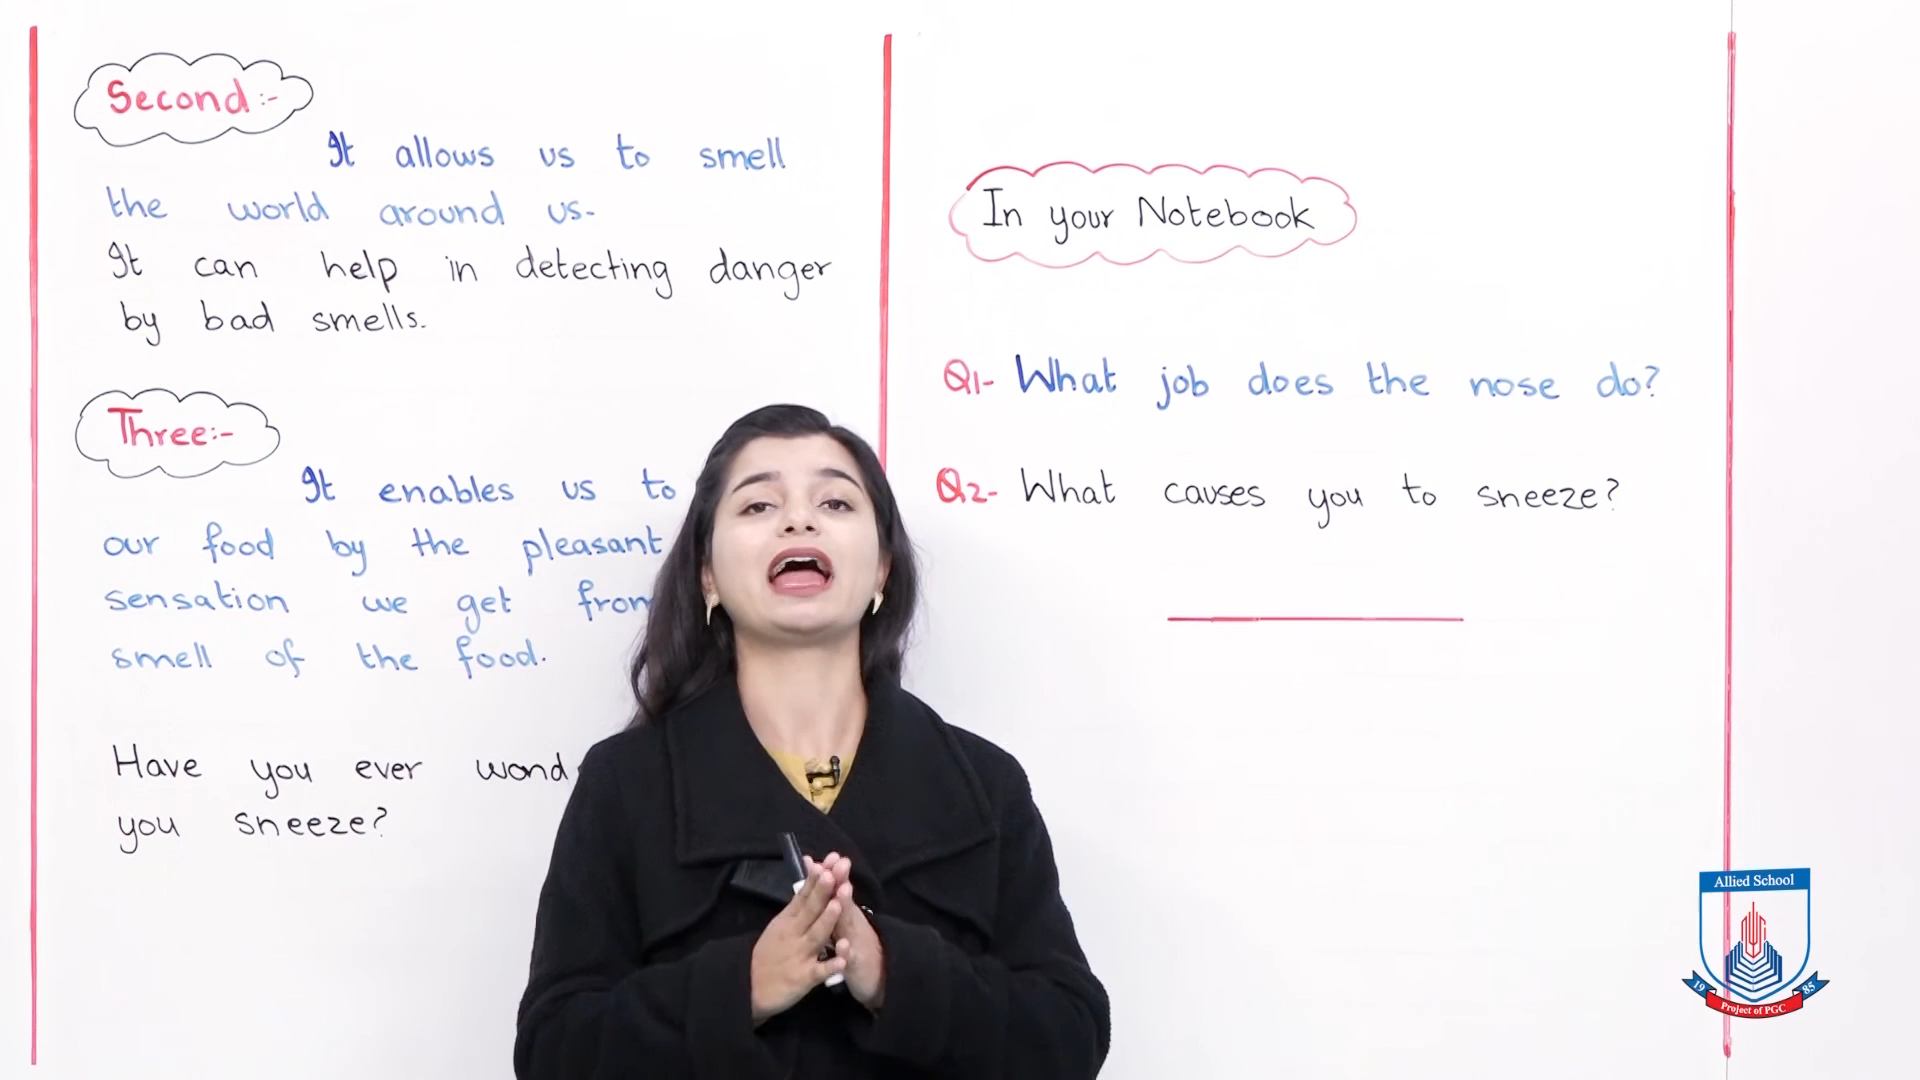 Second:-
It allows us to smell
the world around us.
It can help in detecting danger
by bad smells.
Three:-
It enables us to
our food by the pleasant
sensation we get from
smell of the food.
Have you ever
you sneeze?
In your Notebook
Q1- What job does the nose do?
Q2- What causes you to sneeze?
Allied School
19 85
Project of PGC